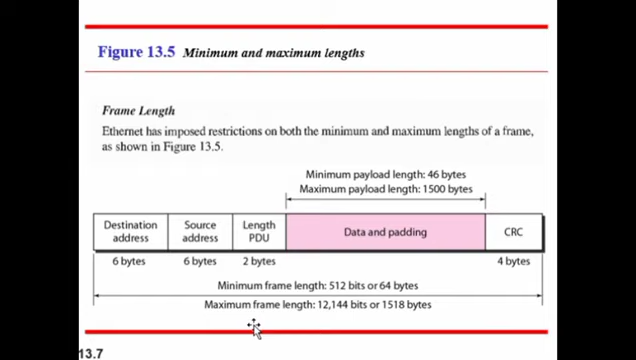 Figure 13.5 Minimum and maximum lengths
Frame Length
Ethernet has imposed restrictions on both the minimum and maximum lengths of a frame,
as shown in Figure 13.5.
Minimum payload length: 46 bytes
Maximum payload length: 1500 bytes
Destination address
Source address
Length PDU
Data and padding
CRC
6 bytes
6 bytes
2 bytes
4 bytes
Minimum frame length: 512 bits or 64 bytes
Maximum frame length: 12,144 bits or 1518 bytes
13.7